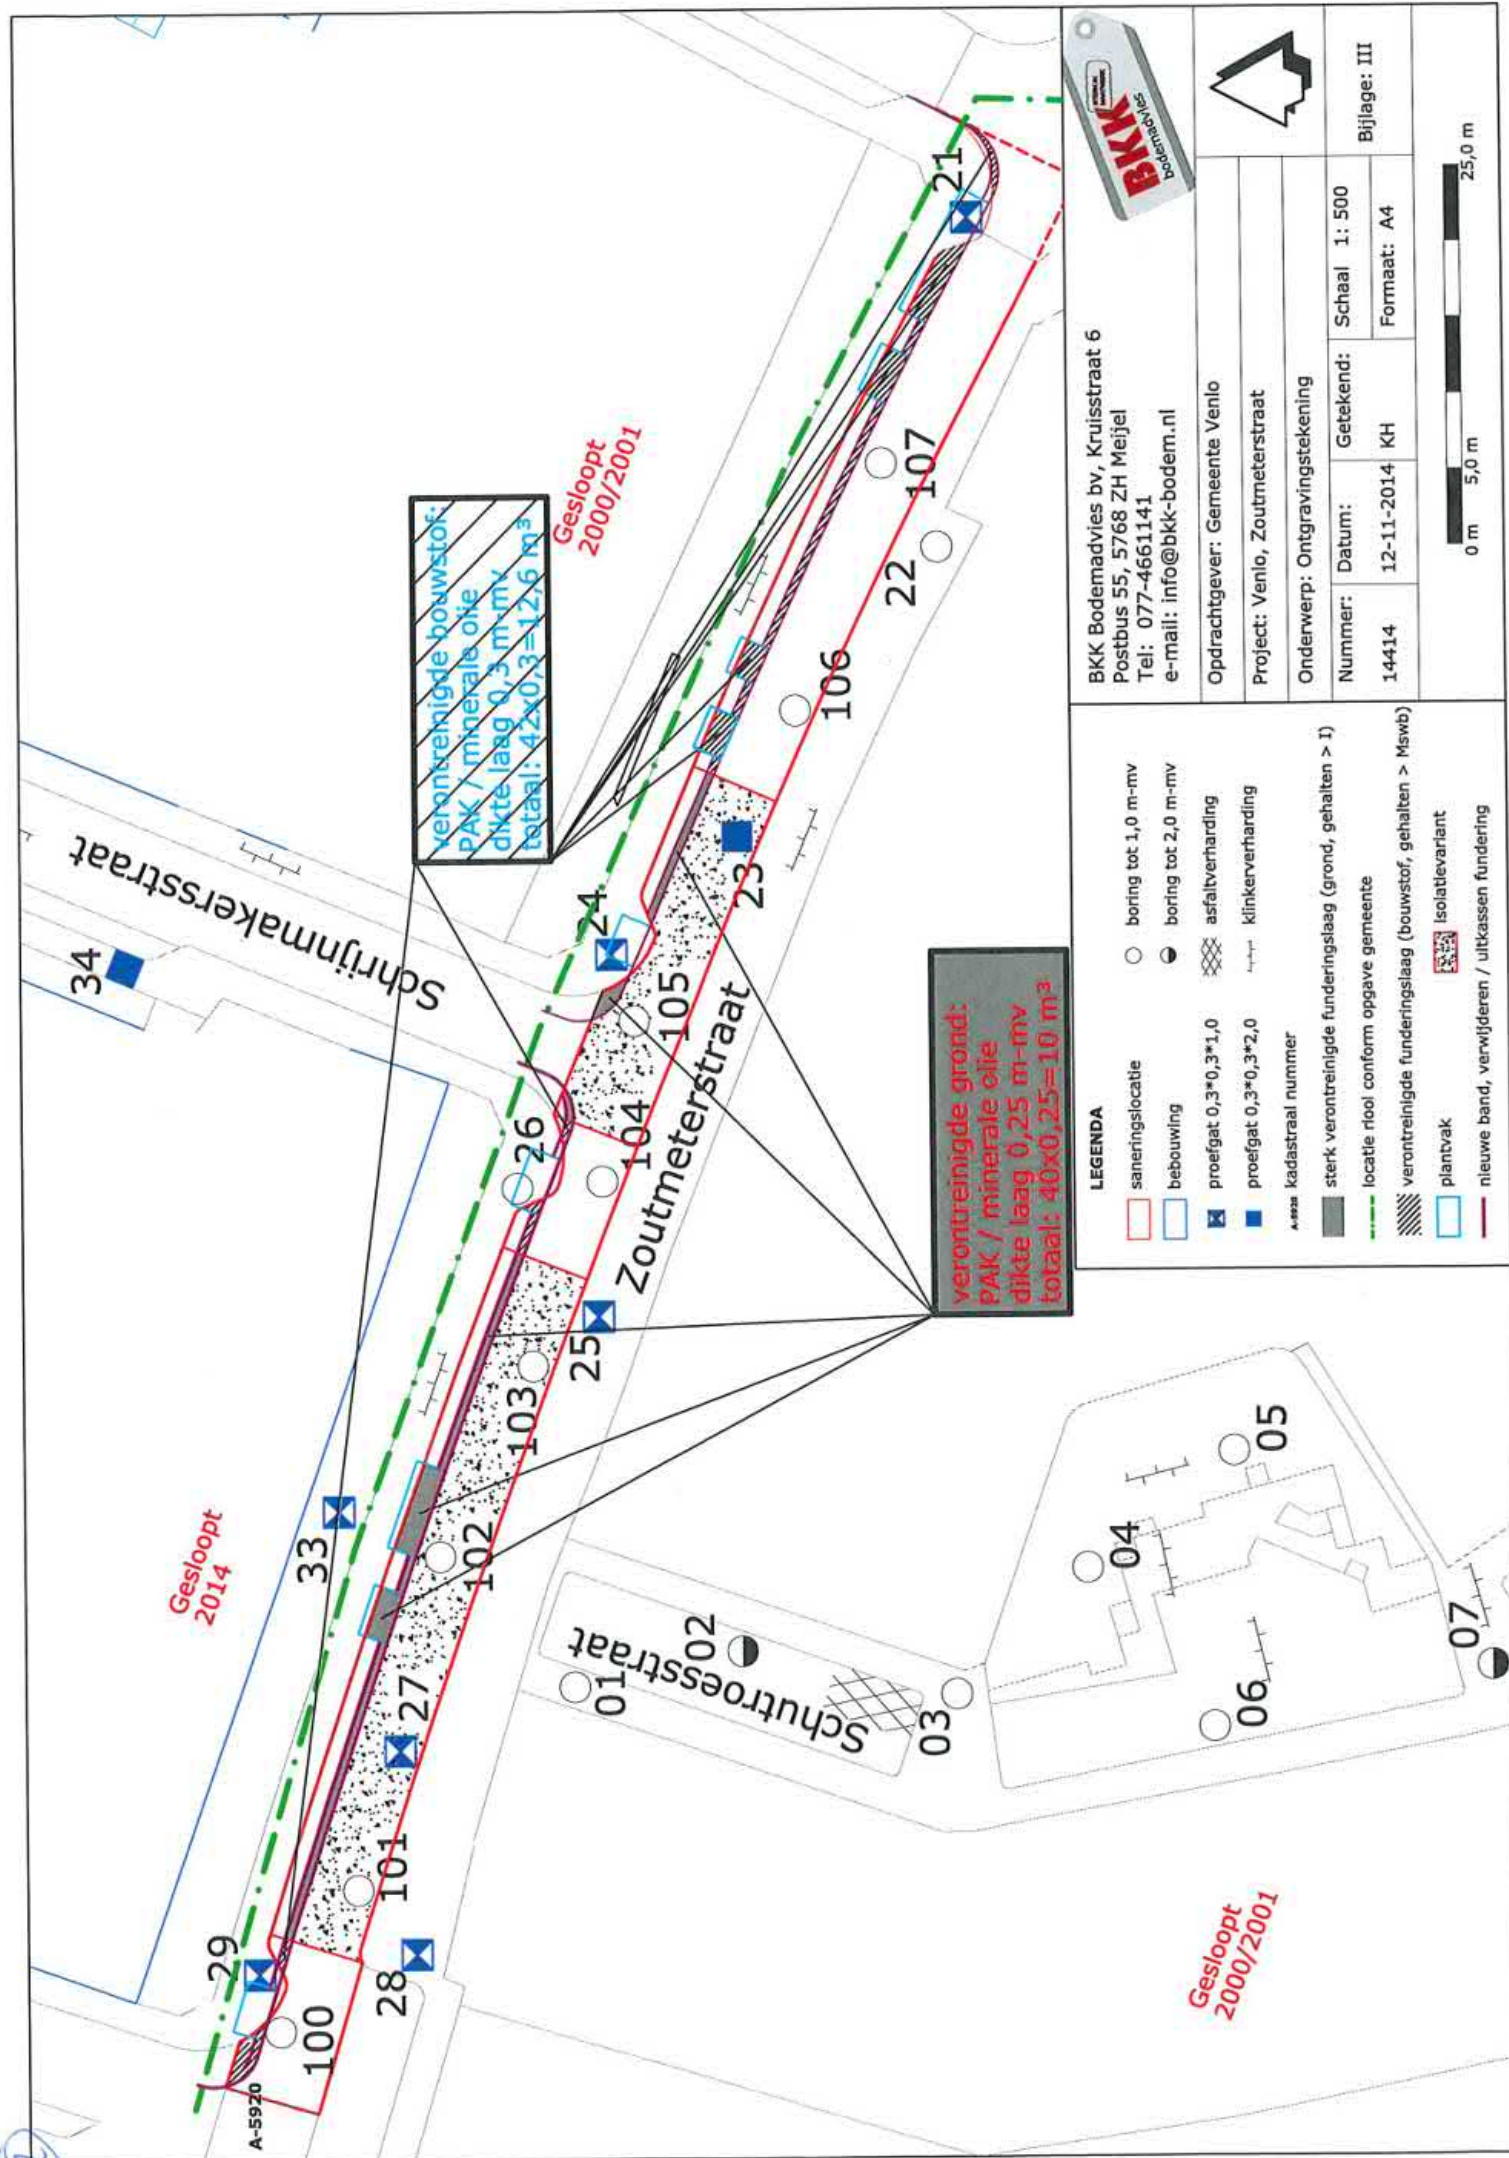 Schrijnmakersstraat
Zoutmeterstraat
Schutroesstraat
Gesloopt
2014
Gesloopt
2000/2001
Gesloopt
2000/2001
verontreinigde bouwstof:
PAK / minerale olie
dikte laag 0,3 m-mv
totaal: 42x0,3=12,6 m³
verontreinigde grond:
PAK / minerale olie
dikte laag 0,25 m-mv
totaal: 40x0,25=10 m³
A-5920
29
100
28
101
27
33
102
103
25
26
104
34
105
24
23
106
22
107
21
01
02
03
04
05
06
07
LEGENDA
saneringslocatie
bebouwing
proefgat 0,3*0,3*1,0
proefgat 0,3*0,3*2,0
kadastraal nummer
sterk verontreinigde funderingslaag (grond, gehalten > I)
locatie riool conform opgave gemeente
verontreinigde funderingslaag (bouwstof, gehalten > Mswb)
plantvak
nieuwe band, verwijderen / uitkassen fundering
boring tot 1,0 m-mv
boring tot 2,0 m-mv
asfaltverharding
klinkerverharding
isolatievariant
BKK Bodemadvies bv, Kruisstraat 6
Postbus 55, 5768 ZH Meijel
Tel: 077-4661141
e-mail: info@bkk-bodem.nl
BKK
bodemadvies
Opdrachtgever: Gemeente Venlo
Project: Venlo, Zoutmeterstraat
Onderwerp: Ontgravingstekening
Nummer: Datum: Getekend: Schaal 1: 500
14414 12-11-2014 KH Formaat: A4
Bijlage: III
0 m 5,0 m 25,0 m